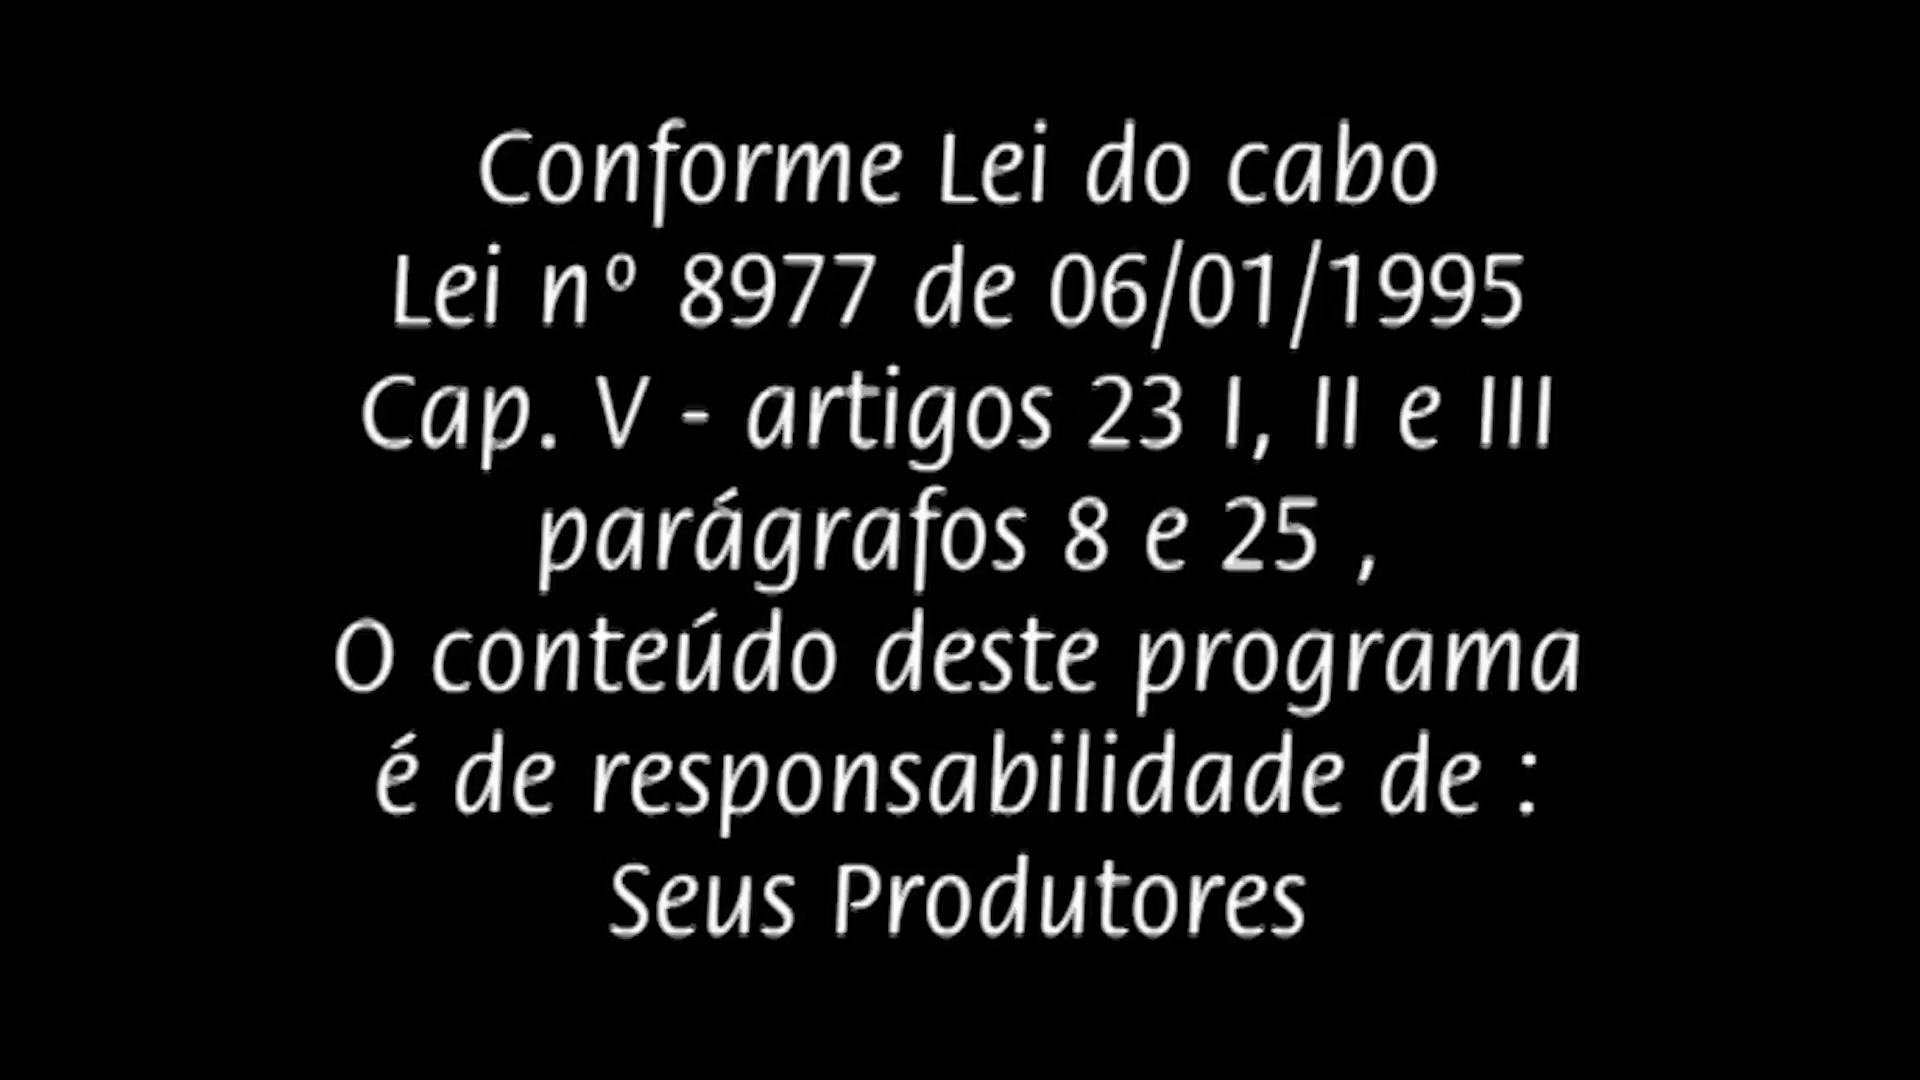 Conforme Lei do cabo
Lei nº 8977 de 06/01/1995
Cap. V - artigos 23 I, II e III
parágrafos 8 e 25 ,
O conteúdo deste programa
é de responsabilidade de :
Seus Produtores